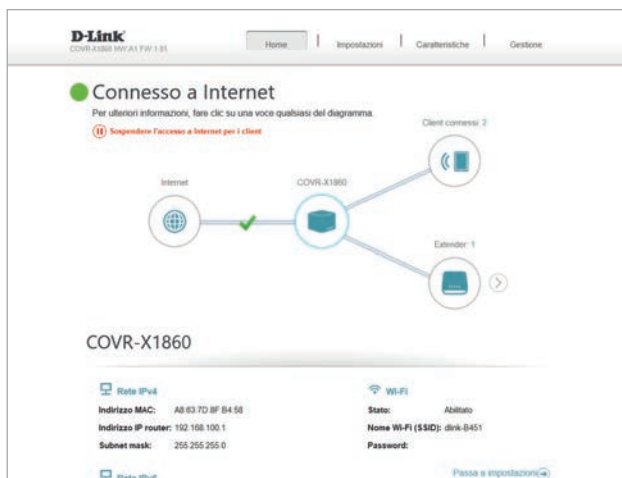 D-Link
COVR-X1860 HW:A1 FW:1.01
Home
Impostazioni
Caratteristiche
Gestione
Connesso a Internet
Per ulteriori informazioni, fare clic su una voce qualsiasi del diagramma.
Sospendere l'accesso a Internet per i client
Client connessi: 2
Internet
COVR-X1860
Extender: 1
COVR-X1860
Rete IPv4
Indirizzo MAC: A8:63:7D:8F:B4:58
Indirizzo IP router: 192.168.100.1
Subnet mask: 255.255.255.0
Wi-Fi
Stato: Abilitato
Nome Wi-Fi (SSID): dlink-B451
Password:
Rete IPv6
Passa a impostazioni